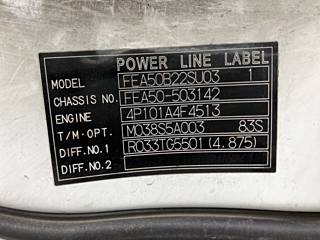 POWER LINE LABEL
MODEL FEA50B22SU03 1
CHASSIS NO. FEA50-503142
ENGINE 4P101A4F4513
T/M·OPT. M038S5A003 83S
DIFF.NO.1 R033TG5501(4.875)
DIFF.NO.2